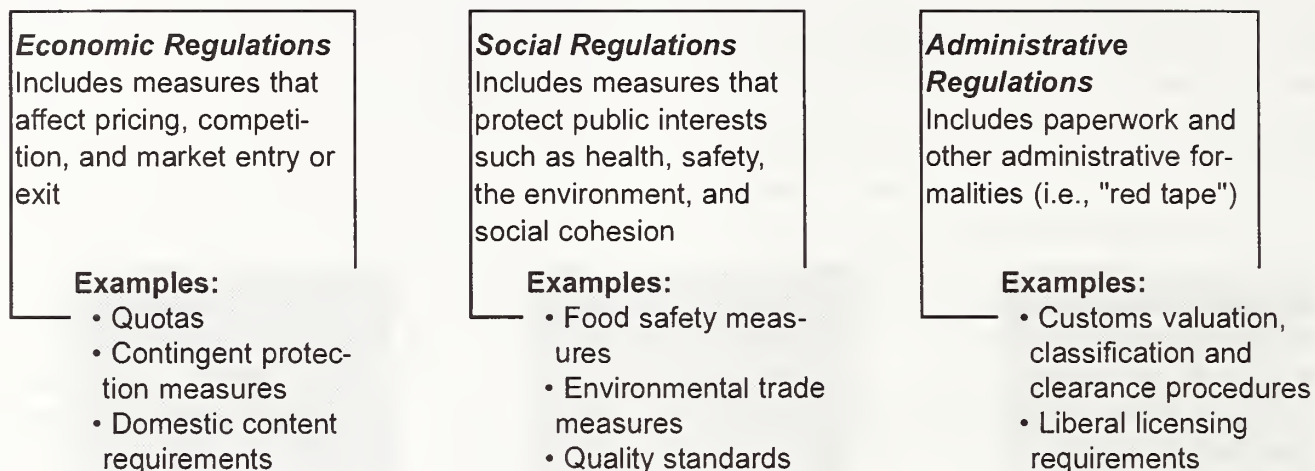 Economic Regulations
Includes measures that
affect pricing, competi-
tion, and market entry or
exit
Examples:
• Quotas
• Contingent protec-
tion measures
• Domestic content
requirements
Social Regulations
Includes measures that
protect public interests
such as health, safety,
the environment, and
social cohesion
Examples:
• Food safety meas-
ures
• Environmental trade
measures
• Quality standards
Administrative
Regulations
Includes paperwork and
other administrative for-
malities (i.e., "red tape")
Examples:
• Customs valuation,
classification and
clearance procedures
• Liberal licensing
requirements